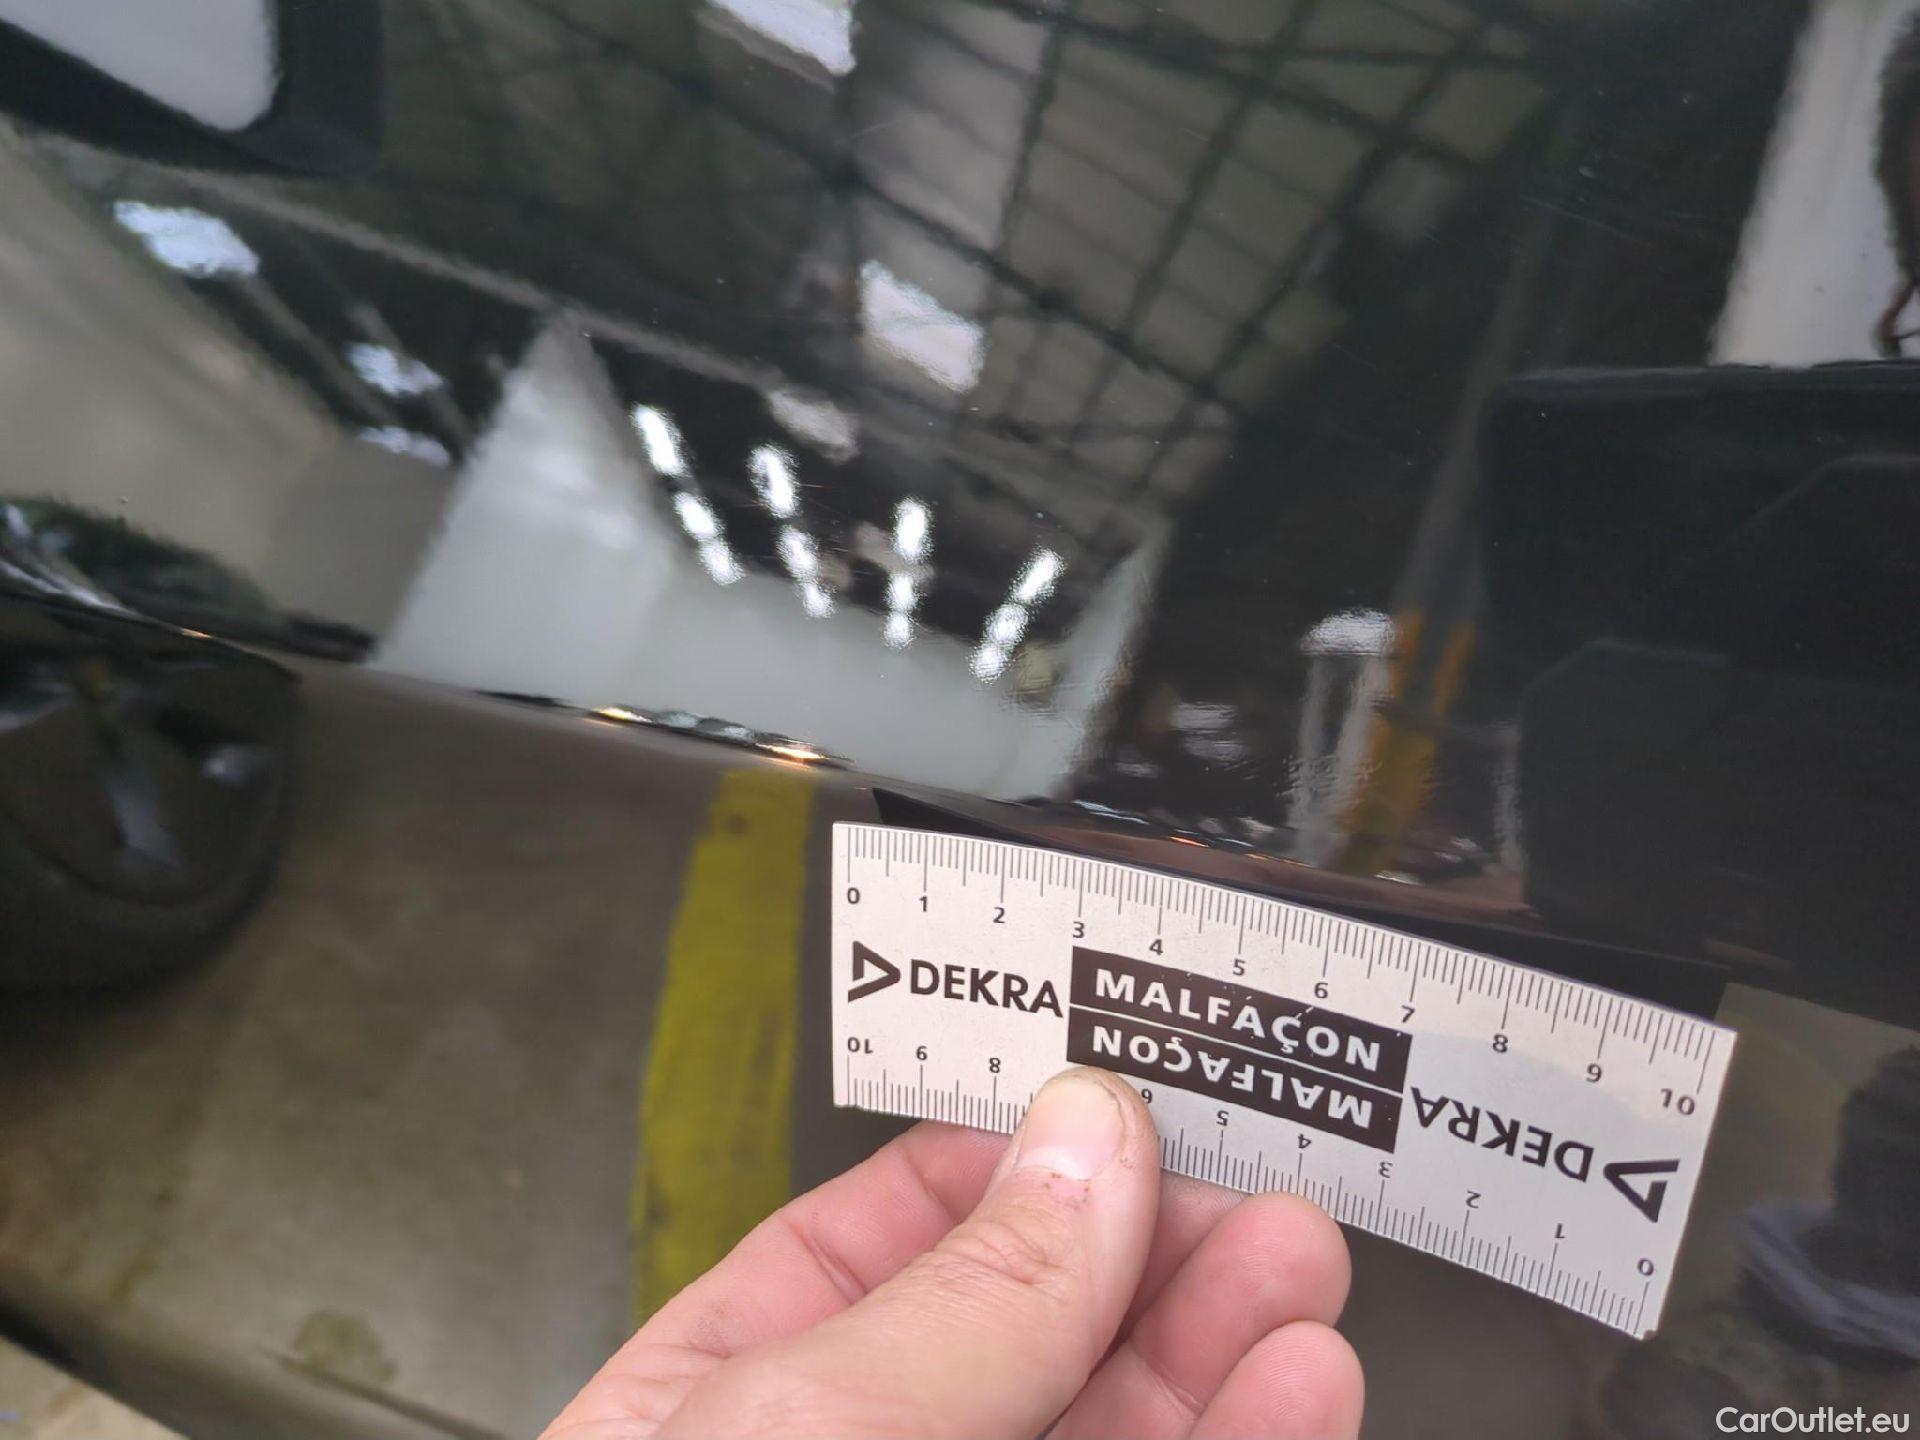 0 1 2 3 4 5 6 7 8 9 10
DEKRA MALFAÇON
MALFAÇON DEKRA
10 9 8 6 5 4 3 2 1 0
CarOutlet.eu